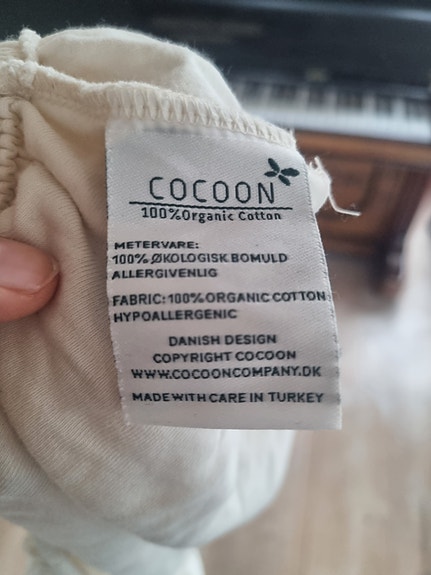 COCOON
100% Organic Cotton
METERVARE:
100% ØKOLOGISK BOMULD
ALLERGIVENLIG
FABRIC: 100% ORGANIC COTTON
HYPOALLERGENIC
DANISH DESIGN
COPYRIGHT COCOON
WWW.COCOONCOMPANY.DK
MADE WITH CARE IN TURKEY